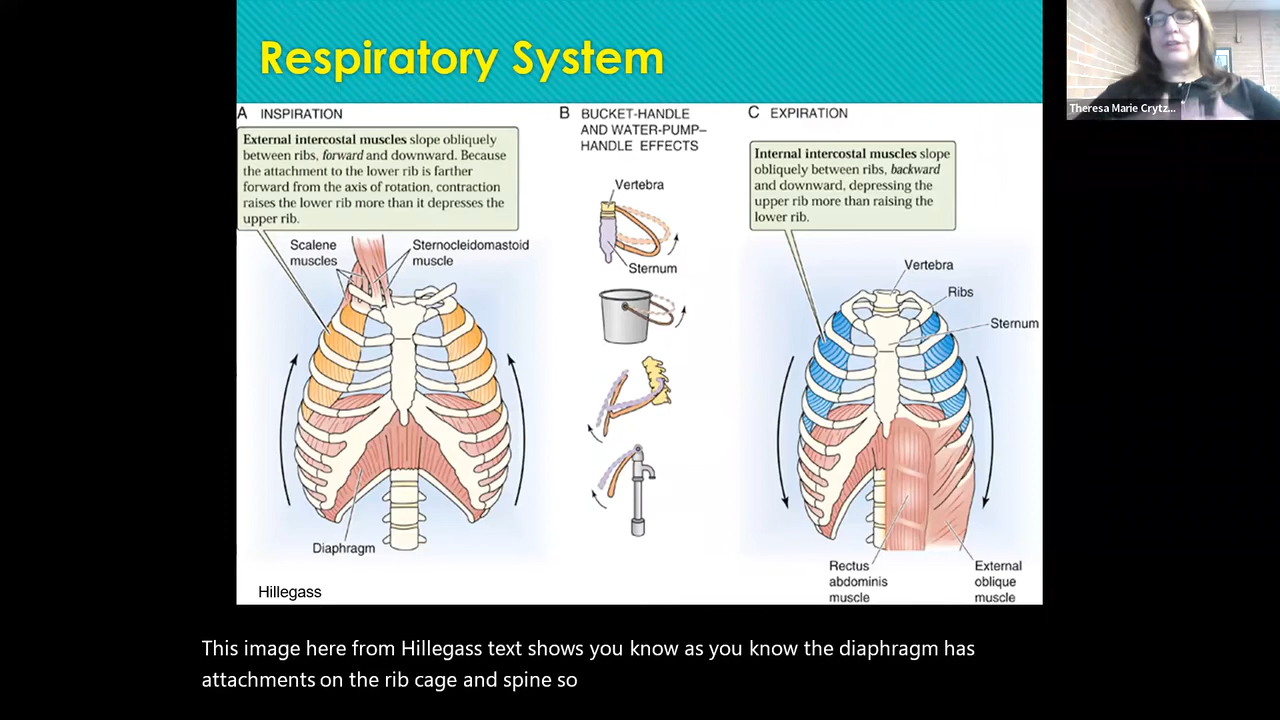 Respiratory System
Theresa Marie Crytz...
A INSPIRATION
External intercostal muscles slope obliquely
between ribs, forward and downward. Because
the attachment to the lower rib is farther
forward from the axis of rotation, contraction
raises the lower rib more than it depresses the
upper rib.
Scalene
muscles
Sternocleidomastoid
muscle
Diaphragm
B BUCKET-HANDLE
AND WATER-PUMP–
HANDLE EFFECTS
Vertebra
Sternum
C EXPIRATION
Internal intercostal muscles slope
obliquely between ribs, backward
and downward, depressing the
upper rib more than raising the
lower rib.
Vertebra
Ribs
Sternum
Rectus
abdominis
muscle
External
oblique
muscle
Hillegass
This image here from Hillegass text shows you know as you know the diaphragm has
attachments on the rib cage and spine so